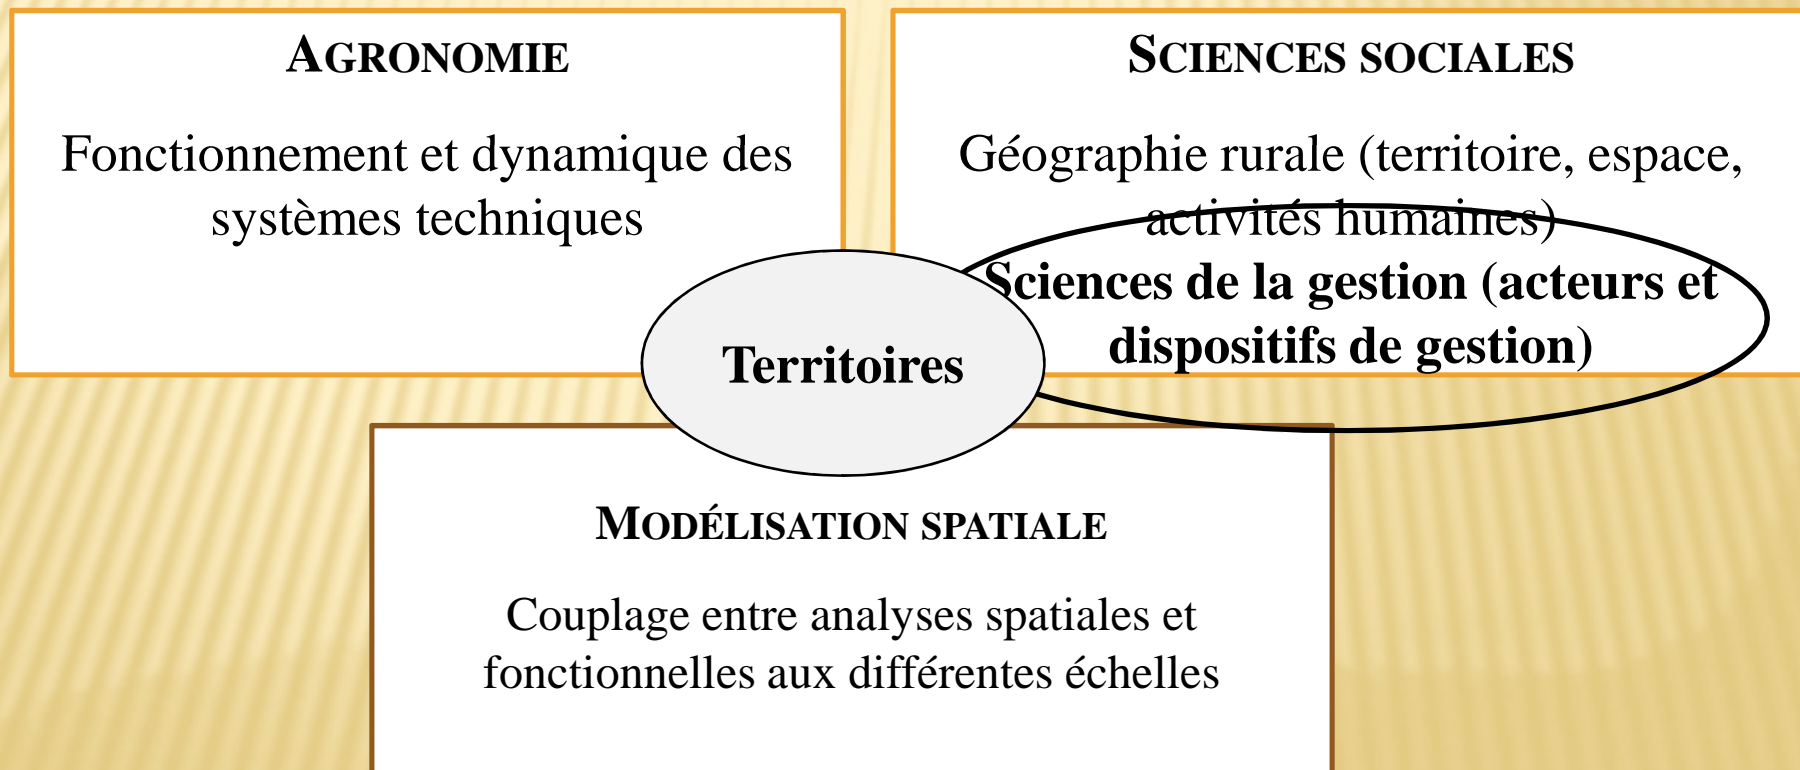 AGRONOMIE
Fonctionnement et dynamique des
systèmes techniques
SCIENCES SOCIALES
Géographie rurale (territoire, espace,
activités humaines)
Sciences de la gestion (acteurs et
dispositifs de gestion)
Territoires
MODÉLISATION SPATIALE
Couplage entre analyses spatiales et
fonctionnelles aux différentes échelles